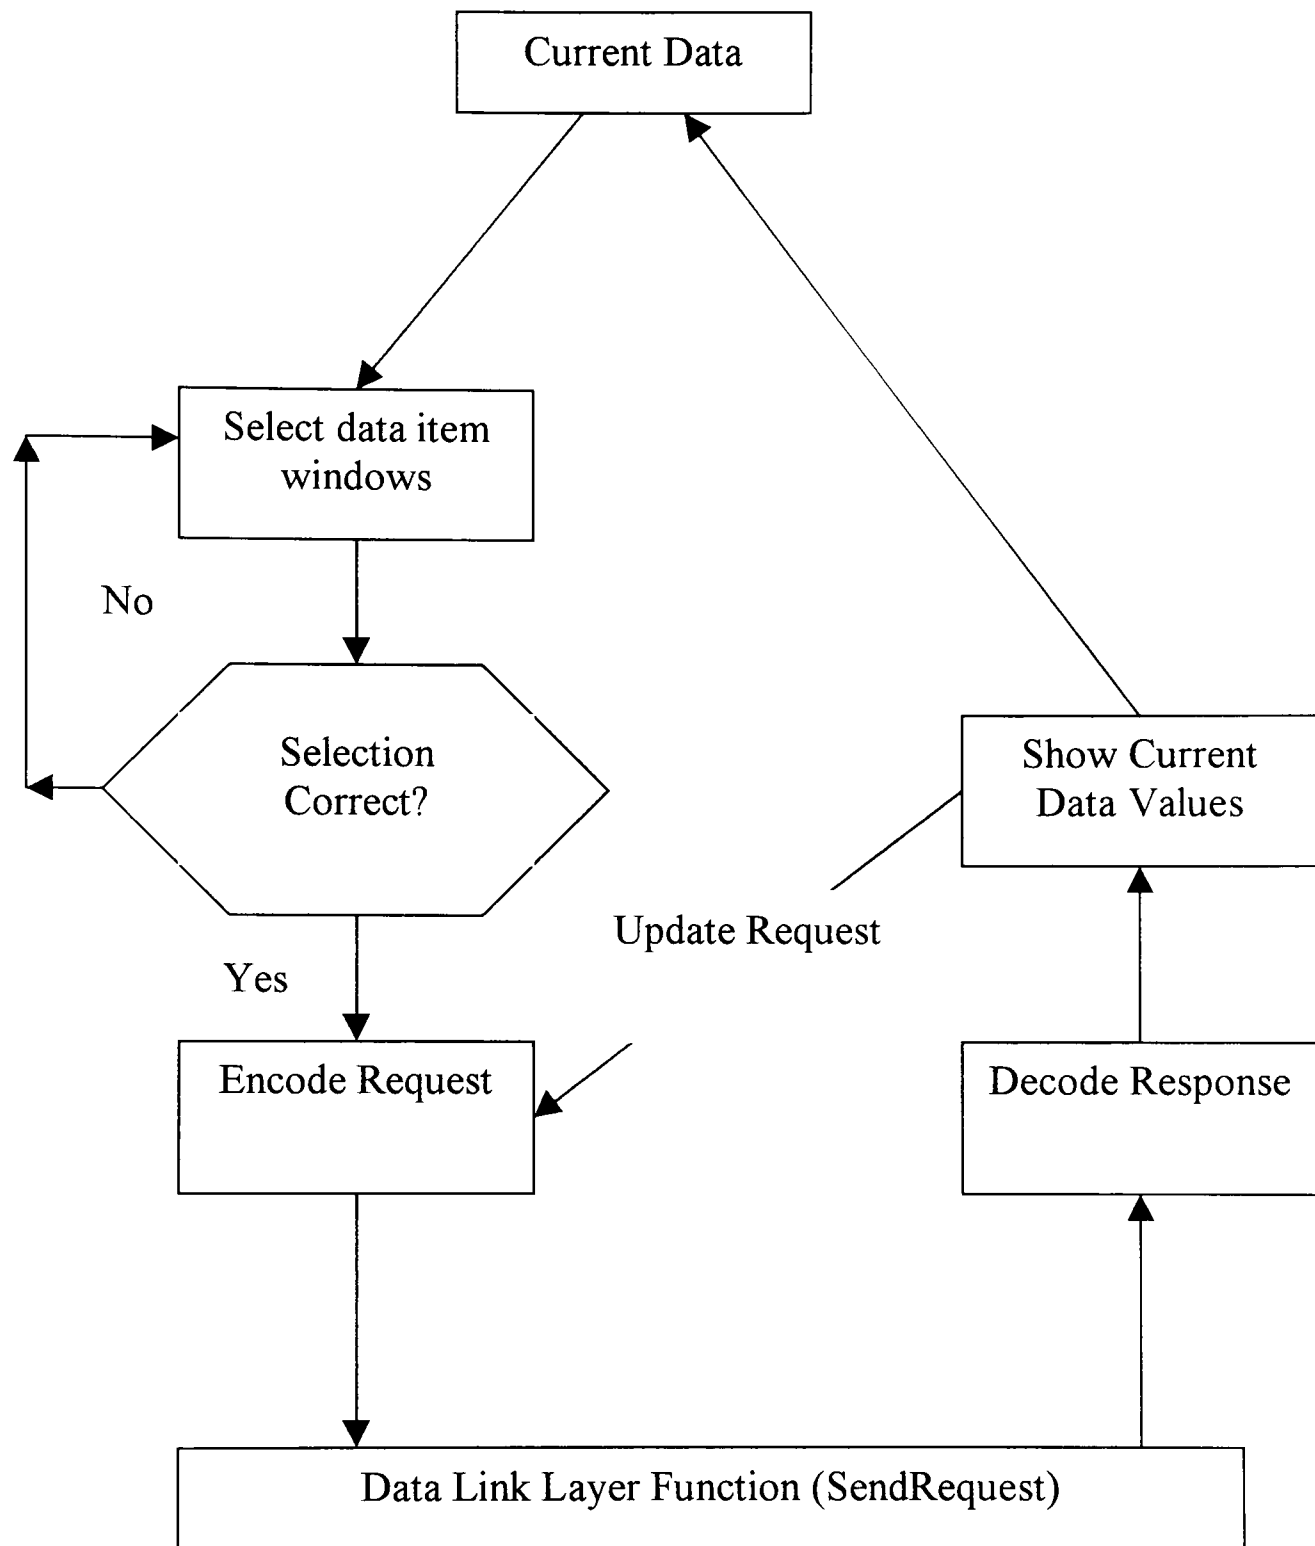 Current Data
Select data item
windows
No
Selection
Correct?
Show Current
Data Values
Update Request
Yes
Encode Request
Decode Response
Data Link Layer Function (SendRequest)